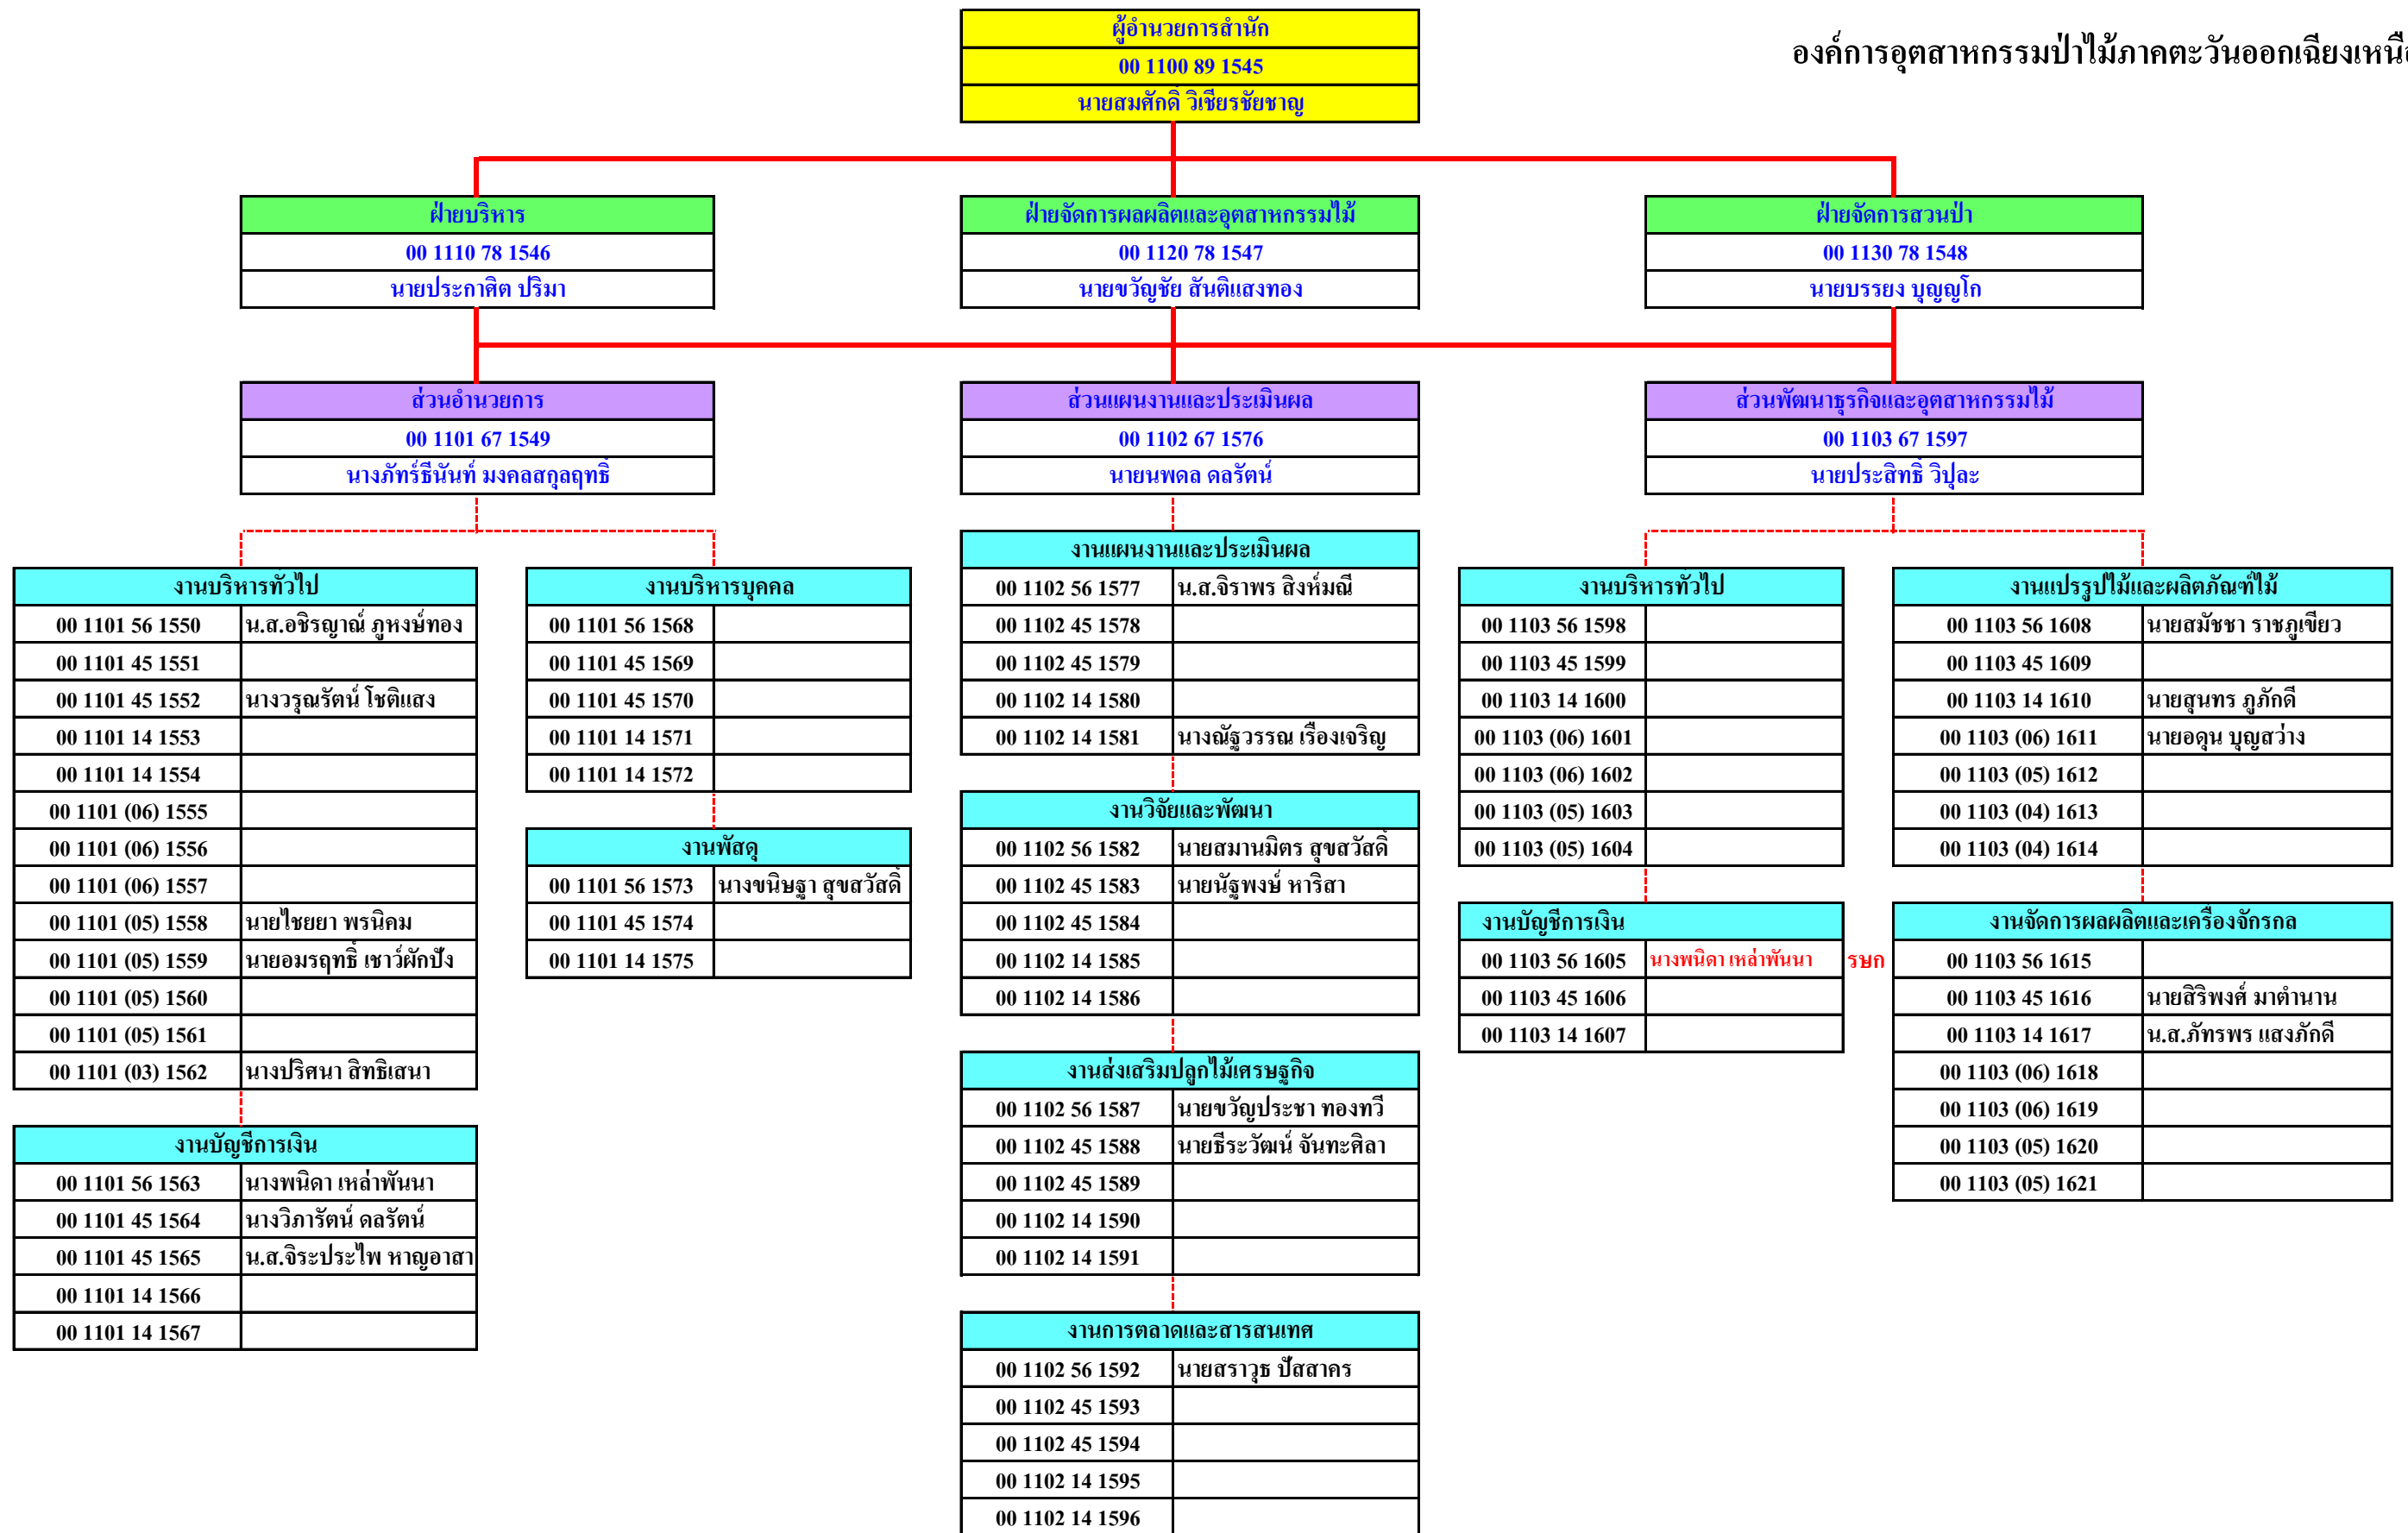 ผู้อำนวยการสำนัก
00 1100 89 1545
นายสมศักดิ์ วิเชียรชัยชาญ
องค์การอุตสาหกรรมป่าไม้ภาคตะวันออกเฉียงเหนือ
ฝ่ายบริหาร
00 1110 78 1546
นายประกาศิต ปริมา
ฝ่ายจัดการผลผลิตและอุตสาหกรรมไม้
00 1120 78 1547
นายขวัญชัย สันติแสงทอง
ฝ่ายจัดการสวนป่า
00 1130 78 1548
นายบรรยง บุญญโก
ส่วนอำนวยการ
00 1101 67 1549
นางภัทร์ธีนันท์ มงคลสกุลฤทธิ์
ส่วนแผนงานและประเมินผล
00 1102 67 1576
นายนพดล ดลรัตน์
ส่วนพัฒนาธุรกิจและอุตสาหกรรมไม้
00 1103 67 1597
นายประสิทธิ์ วิปุละ
งานบริหารทั่วไป
00 1101 56 1550 น.ส.อชิรญาณ์ ภูหงษ์ทอง
00 1101 45 1551
00 1101 45 1552 นางวรุณรัตน์ โชติแสง
00 1101 14 1553
00 1101 14 1554
00 1101 (06) 1555
00 1101 (06) 1556
00 1101 (06) 1557
00 1101 (05) 1558 นายไชยยา พรนิคม
00 1101 (05) 1559 นายอมรฤทธิ์ เชาว์ผักปัง
00 1101 (05) 1560
00 1101 (05) 1561
00 1101 (03) 1562 นางปริศนา สิทธิเสนา
งานบัญชีการเงิน
00 1101 56 1563 นางพนิดา เหล่าพันนา
00 1101 45 1564 นางวิภารัตน์ ดลรัตน์
00 1101 45 1565 น.ส.จิระประไพ หาญอาสา
00 1101 14 1566
00 1101 14 1567
งานบริหารบุคคล
00 1101 56 1568
00 1101 45 1569
00 1101 45 1570
00 1101 14 1571
00 1101 14 1572
งานพัสดุ
00 1101 56 1573 นางขนิษฐา สุขสวัสดิ์
00 1101 45 1574
00 1101 14 1575
งานแผนงานและประเมินผล
00 1102 56 1577 น.ส.จิราพร สิงห์มณี
00 1102 45 1578
00 1102 45 1579
00 1102 14 1580
00 1102 14 1581 นางณัฐวรรณ เรืองเจริญ
งานวิจัยและพัฒนา
00 1102 56 1582 นายสมานมิตร สุขสวัสดิ์
00 1102 45 1583 นายนัฐพงษ์ หาริสา
00 1102 45 1584
00 1102 14 1585
00 1102 14 1586
งานส่งเสริมปลูกไม้เศรษฐกิจ
00 1102 56 1587 นายขวัญประชา ทองทวี
00 1102 45 1588 นายธีระวัฒน์ จันทะศิลา
00 1102 45 1589
00 1102 14 1590
00 1102 14 1591
งานการตลาดและสารสนเทศ
00 1102 56 1592 นายสราวุธ ปัสสาคร
00 1102 45 1593
00 1102 45 1594
00 1102 14 1595
00 1102 14 1596
งานบริหารทั่วไป
00 1103 56 1598
00 1103 45 1599
00 1103 14 1600
00 1103 (06) 1601
00 1103 (06) 1602
00 1103 (05) 1603
00 1103 (05) 1604
งานบัญชีการเงิน
00 1103 56 1605 นางพนิดา เหล่าพันนา รษก
00 1103 45 1606
00 1103 14 1607
งานแปรรูปไม้และผลิตภัณฑ์ไม้
00 1103 56 1608 นายสมัชชา ราชภูเขียว
00 1103 45 1609
00 1103 14 1610 นายสุนทร ภูภักดี
00 1103 (06) 1611 นายอดุน บุญสว่าง
00 1103 (05) 1612
00 1103 (04) 1613
00 1103 (04) 1614
งานจัดการผลผลิตและเครื่องจักรกล
00 1103 56 1615
00 1103 45 1616 นายสิริพงศ์ มาตำนาน
00 1103 14 1617 น.ส.ภัทรพร แสงภักดี
00 1103 (06) 1618
00 1103 (06) 1619
00 1103 (05) 1620
00 1103 (05) 1621